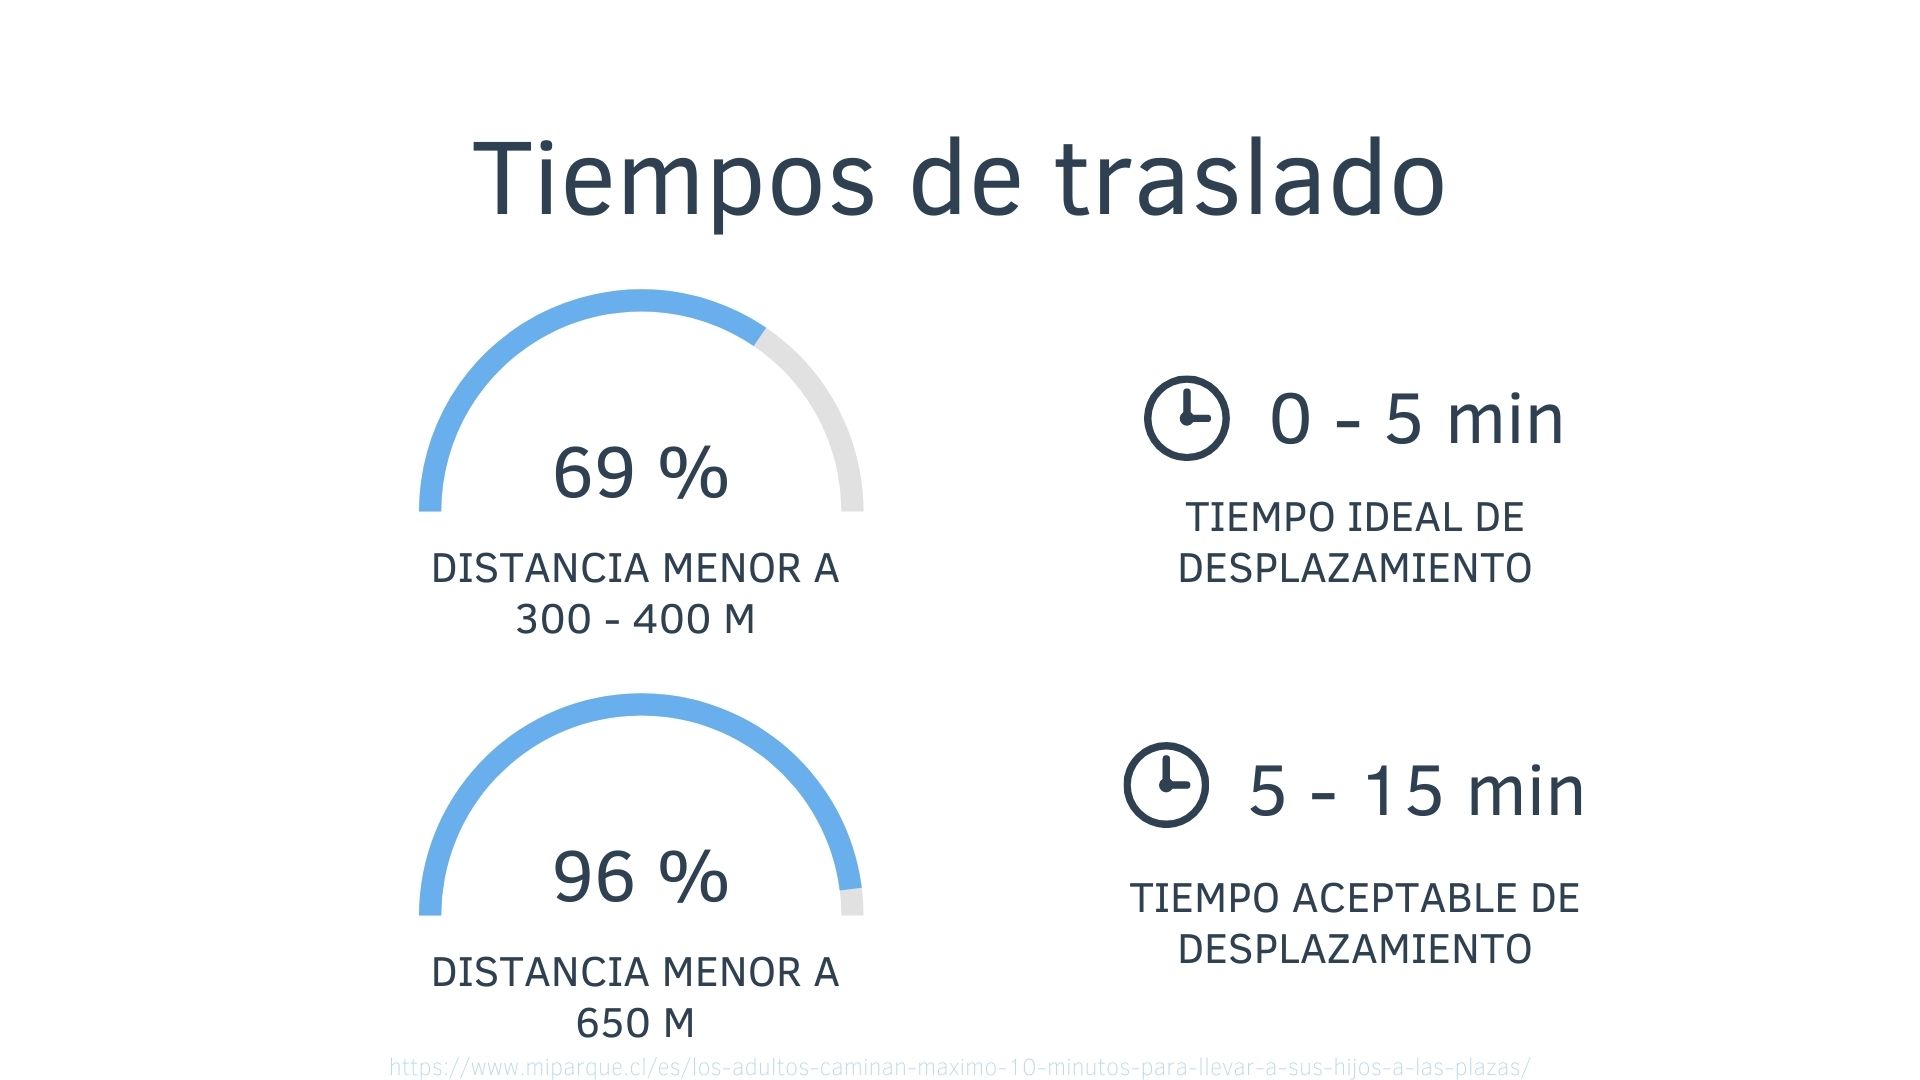 Tiempos de traslado
69 %
DISTANCIA MENOR A
300 - 400 M
0 - 5 min
TIEMPO IDEAL DE
DESPLAZAMIENTO
96 %
DISTANCIA MENOR A
650 M
5 - 15 min
TIEMPO ACEPTABLE DE
DESPLAZAMIENTO
https://www.miparque.cl/es/los-adultos-caminan-maximo-10-minutos-para-llevar-a-sus-hijos-a-las-plazas/